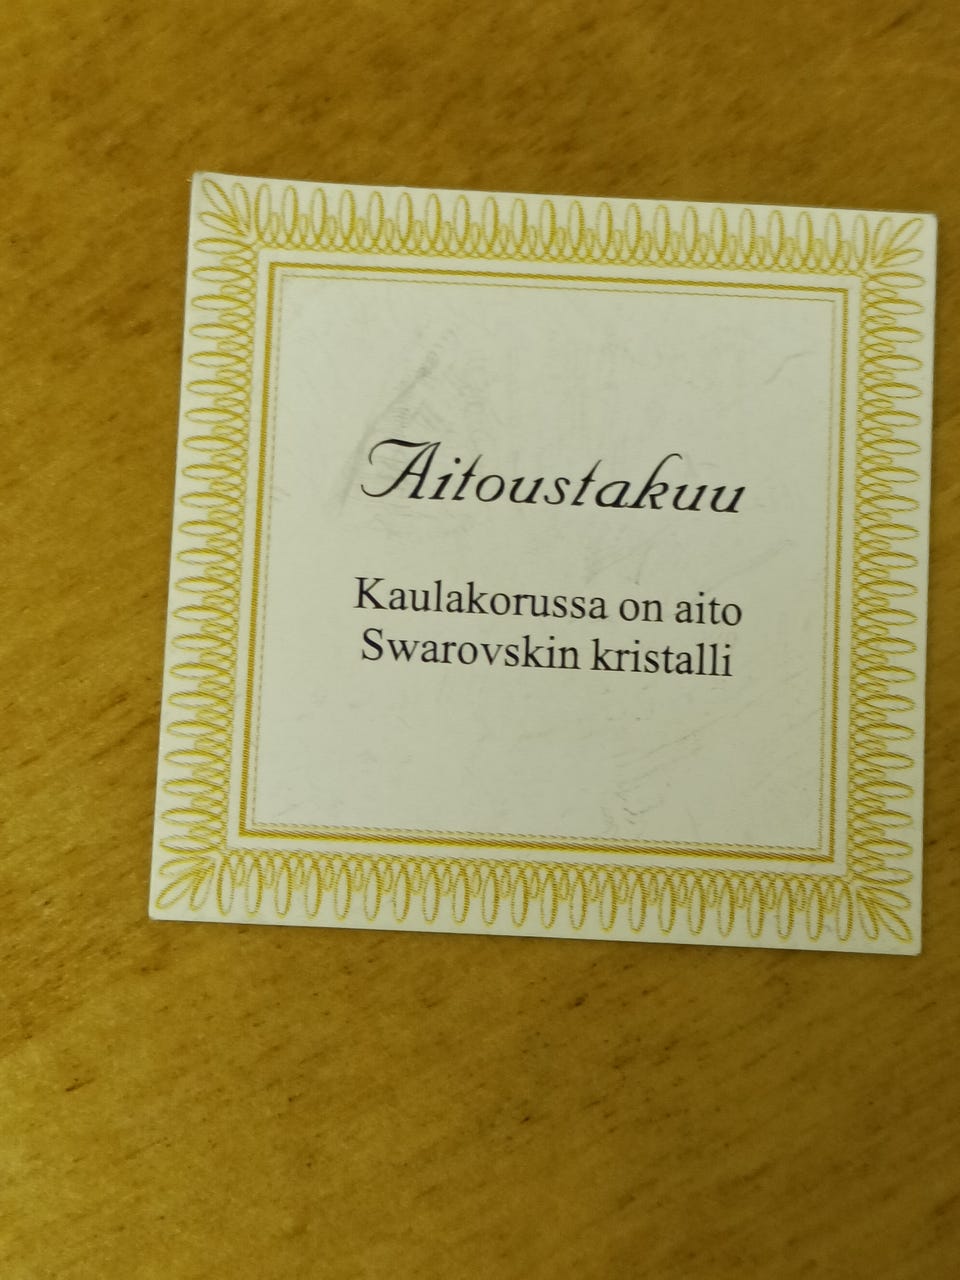 Aitoustakuu
Kaulakorussa on aito
Swarovskin kristalli